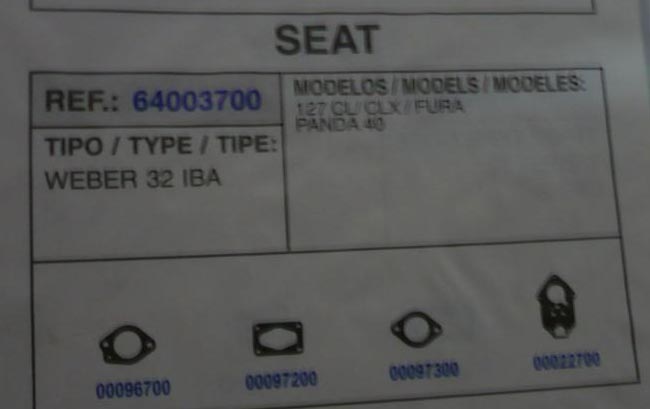 SEAT
REF.: 64003700
MODELOS / MODELS / MODELES:
127 CL/ CLX // FURA
PANDA 40
TIPO / TYPE / TIPE:
WEBER 32 IBA
00096700
00097200
00097300
00022700